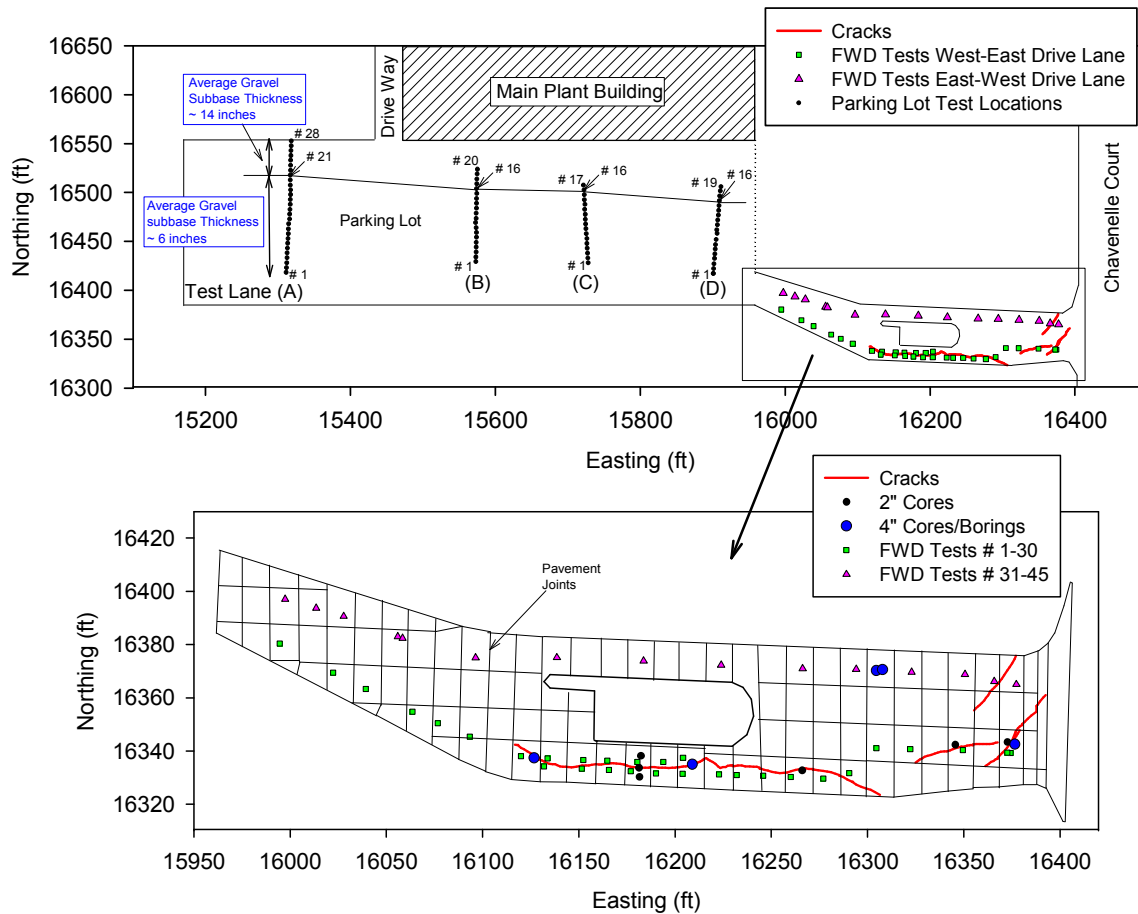 Cracks
FWD Tests West-East Drive Lane
FWD Tests East-West Drive Lane
Parking Lot Test Locations
16650
16600
16550
16500
16450
16400
16350
16300
Northing (ft)
Average Gravel
Subbase Thickness
~ 14 inches
Drive Way
Main Plant Building
# 28
# 21
# 20
# 16
# 17
# 16
# 19
# 16
Average Gravel
subbase Thickness
~ 6 inches
Parking Lot
# 1
# 1
# 1
# 1
Test Lane (A)
(B)
(C)
(D)
Chavenelle Court
15200
15400
15600
15800
16000
16200
16400
Easting (ft)
Cracks
2" Cores
4" Cores/Borings
FWD Tests # 1-30
FWD Tests # 31-45
16420
16400
16380
16360
16340
16320
Northing (ft)
Pavement
Joints
15950
16000
16050
16100
16150
16200
16250
16300
16350
16400
Easting (ft)